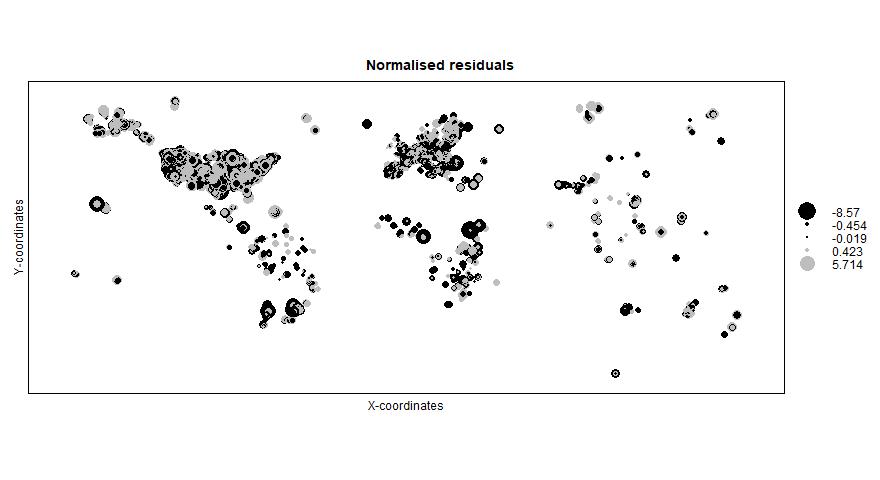 Normalised residuals
Y-coordinates
-8.57
-0.454
-0.019
0.423
5.714
X-coordinates